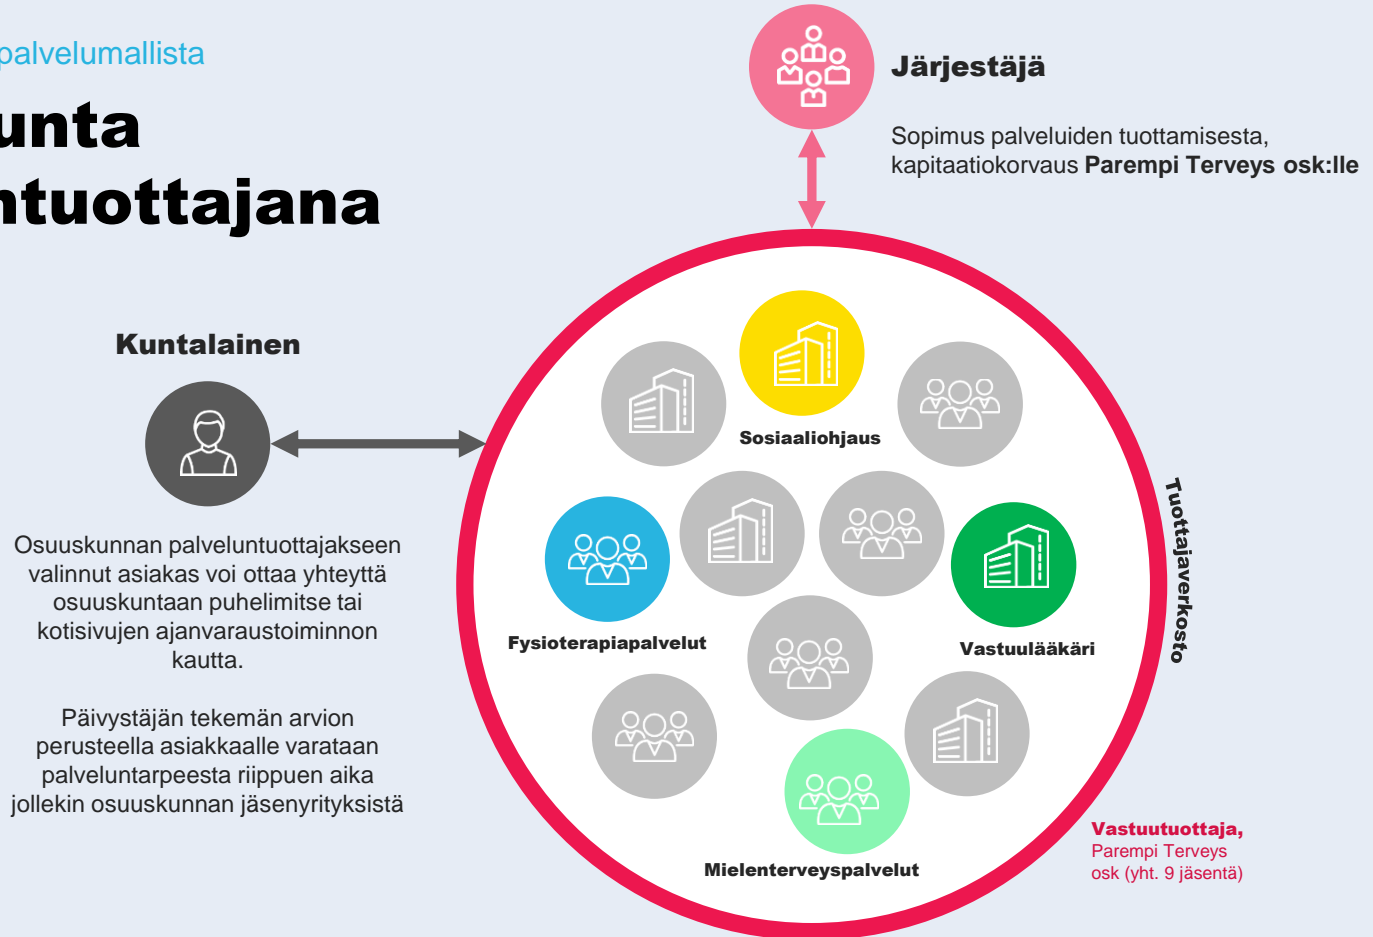 palvelumallista
unta
ntuottajana
Järjestäjä
Sopimus palveluiden tuottamisesta,
kapitaatiokorvaus Parempi Terveys osk:lle
Kuntalainen
Osuuskunnan palveluntuottajakseen
valinnut asiakas voi ottaa yhteyttä
osuuskuntaan puhelimitse tai
kotisivujen ajanvaraustoiminnon
kautta.
Päivystäjän tekemän arvion
perusteella asiakkaalle varataan
palveluntarpeesta riippuen aika
jollekin osuuskunnan jäsenyrityksistä
Sosiaaliohjaus
Fysioterapiapalvelut
Vastuulääkäri
Mielenterveyspalvelut
Tuottajaverkosto
Vastuutuottaja,
Parempi Terveys
osk (yht. 9 jäsentä)